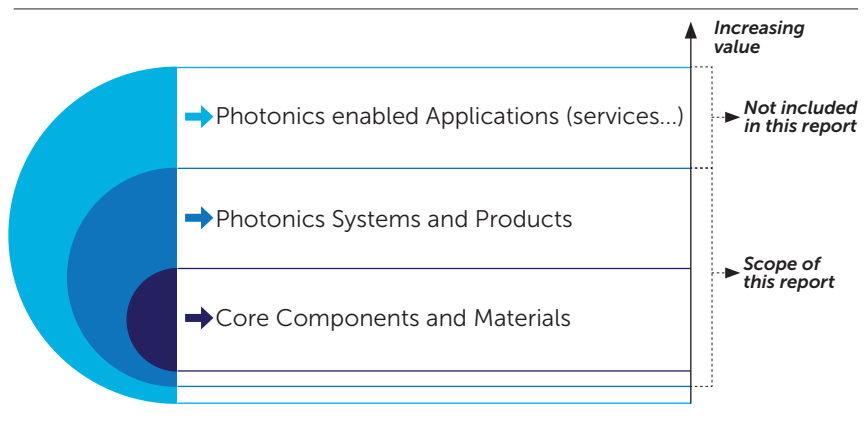 Increasing
value
Photonics enabled Applications (services...)
Not included
in this report
Photonics Systems and Products
Scope of
this report
Core Components and Materials